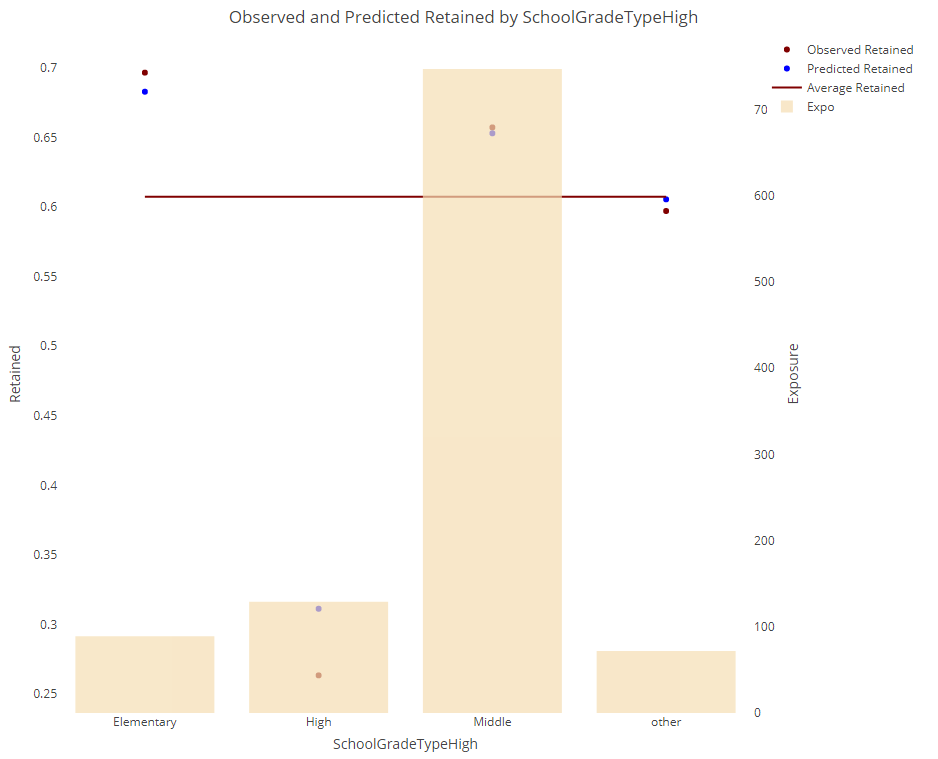 Observed and Predicted Retained by SchoolGradeTypeHigh
Observed Retained
Predicted Retained
Average Retained
Expo
0.7
0.65
0.6
0.55
0.5
0.45
0.4
0.35
0.3
0.25
Retained
70
600
500
400
300
200
100
0
Exposure
Elementary
High
Middle
other
SchoolGradeTypeHigh